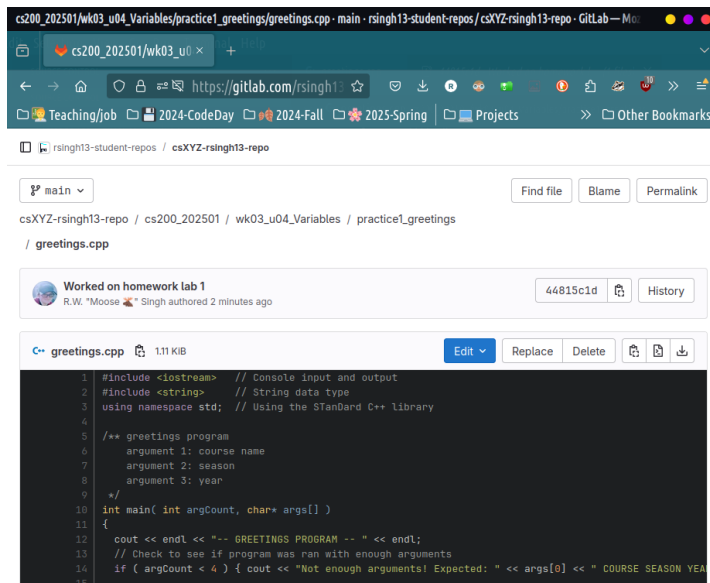 cs200_202501/wk03_u04_Variables/practice1_greetings/greetings.cpp · main · rsingh13-student-repos / csXYZ-rsingh13-repo · GitLab — Mo
cs200_202501/wk03_u0 × +
https://gitlab.com/rsingh13
10
Teaching/job 2024-CodeDay 2024-Fall 2025-Spring Projects » Other Bookmarks
rsingh13-student-repos / csXYZ-rsingh13-repo
main
Find file Blame Permalink
csXYZ-rsingh13-repo / cs200_202501 / wk03_u04_Variables / practice1_greetings
/ greetings.cpp
Worked on homework lab 1
R.W. "Moose" Singh authored 2 minutes ago
44815c1d History
C++ greetings.cpp 1.11 KiB
Edit Replace Delete
1 #include <iostream> // Console input and output
2 #include <string> // String data type
3 using namespace std; // Using the STanDard C++ library
4
5 /** greetings program
6 argument 1: course name
7 argument 2: season
8 argument 3: year
9 */
10 int main( int argCount, char* args[] )
11 {
12 cout << endl << "-- GREETINGS PROGRAM -- " << endl;
13 // Check to see if program was ran with enough arguments
14 if ( argCount < 4 ) { cout << "Not enough arguments! Expected: " << args[0] << " COURSE SEASON YEA
15